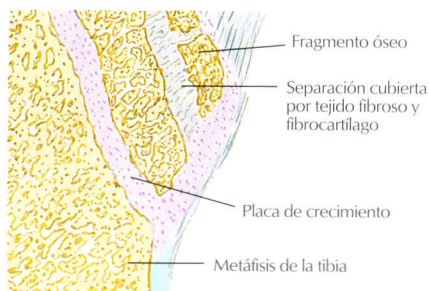 Fragmento óseo
Separación cubierta
por tejido fibroso y
fibrocartílago
Placa de crecimiento
Metáfisis de la tibia